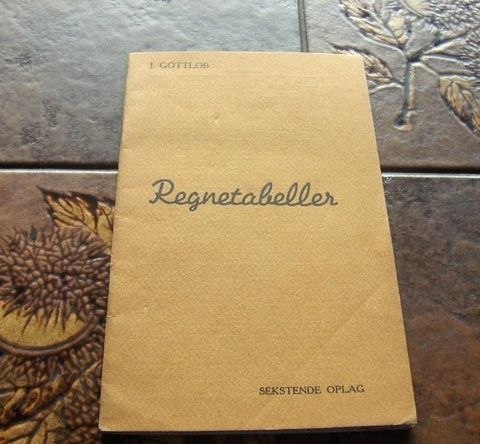 J. GOTTLOB
Regnetabeller
SEKSTENDE OPLAG